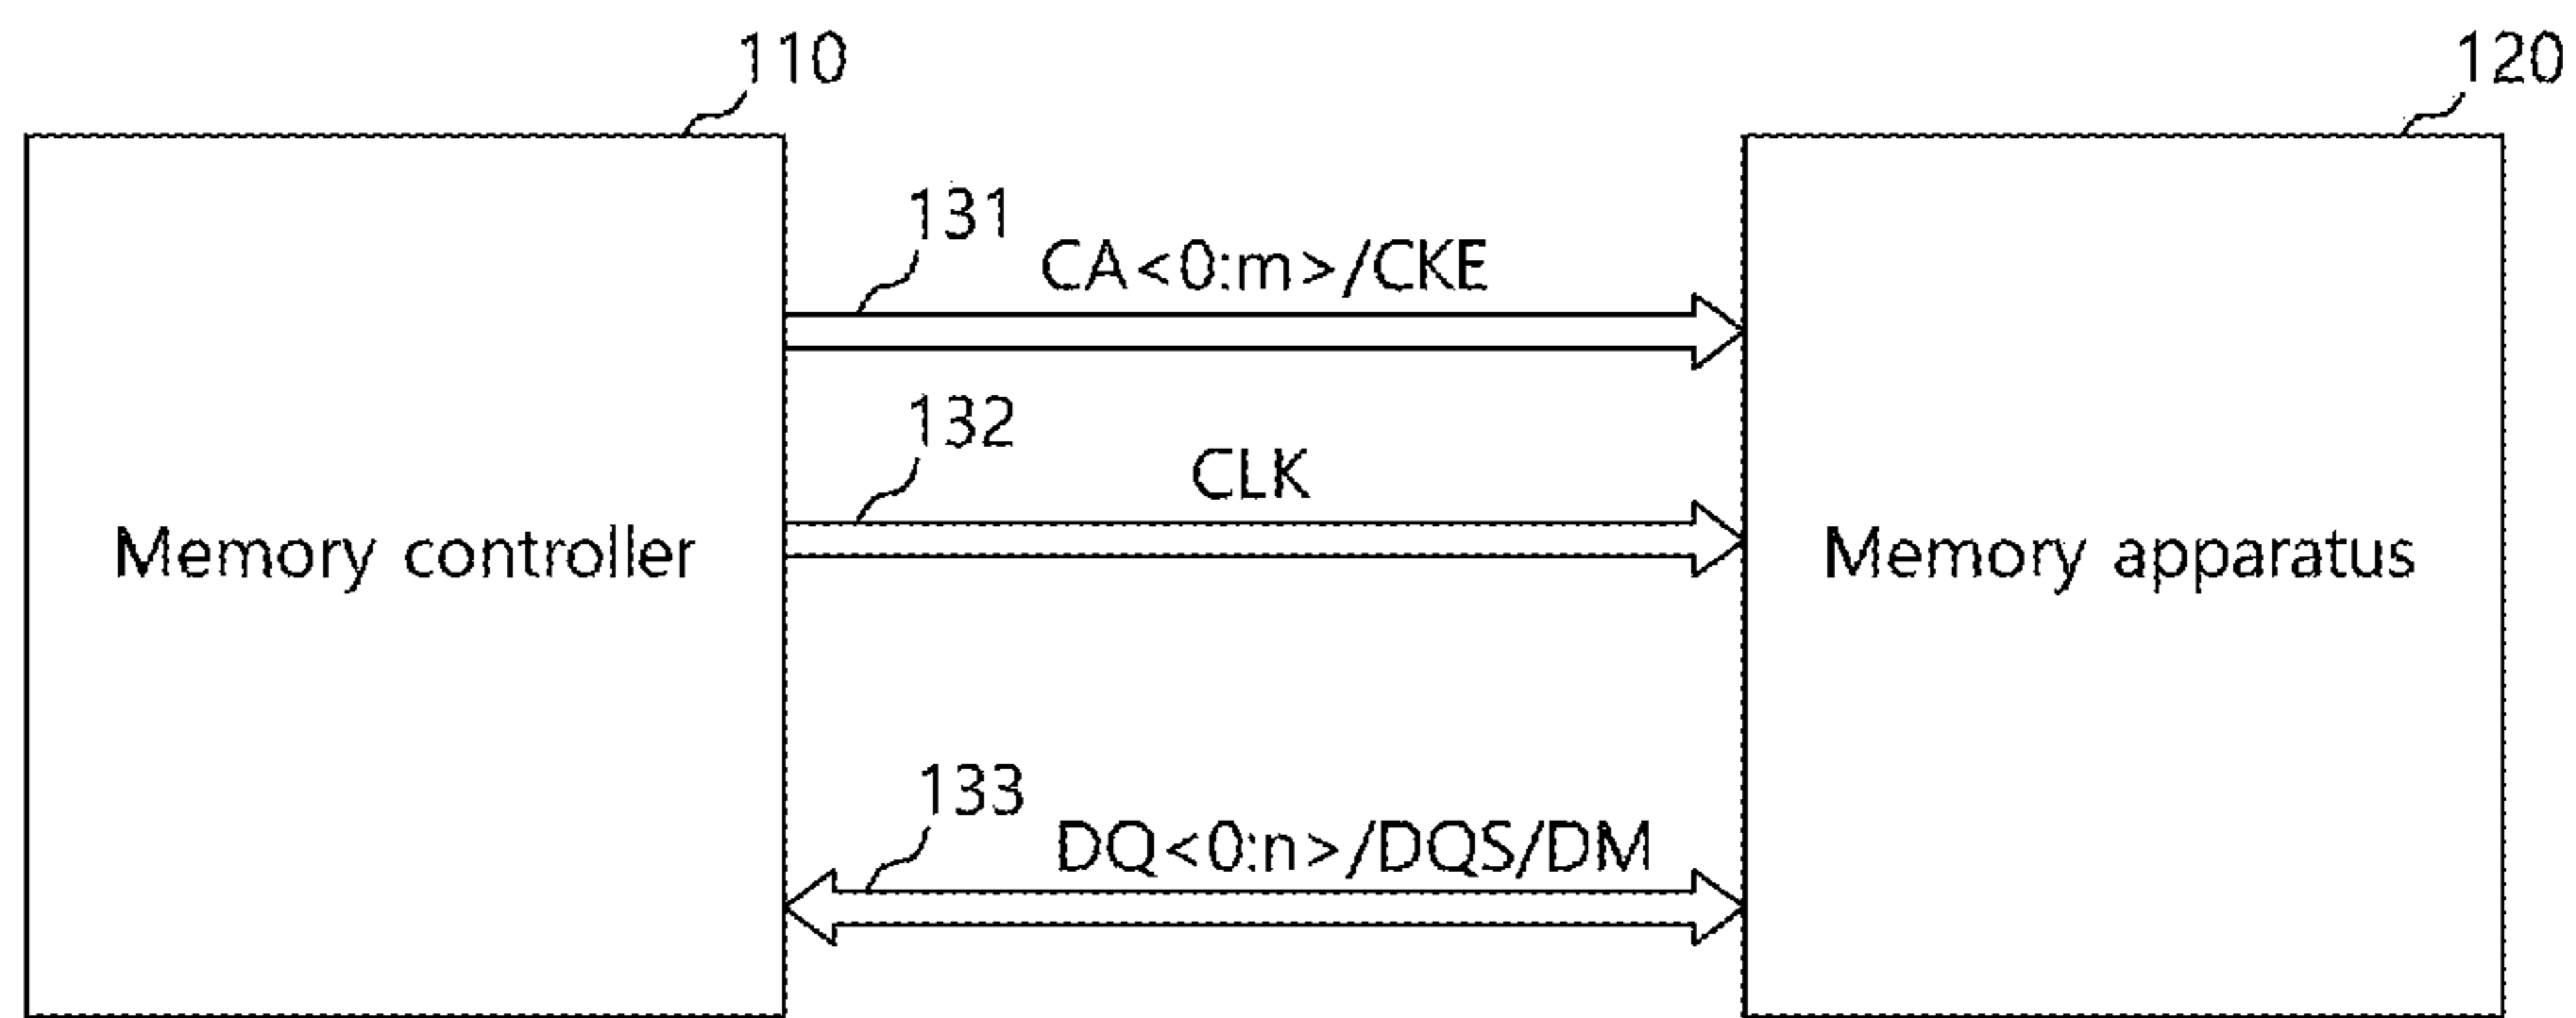 110
120
131
CA<0:m>/CKE
132
CLK
Memory controller
Memory apparatus
133
DQ<0:n>/DQS/DM